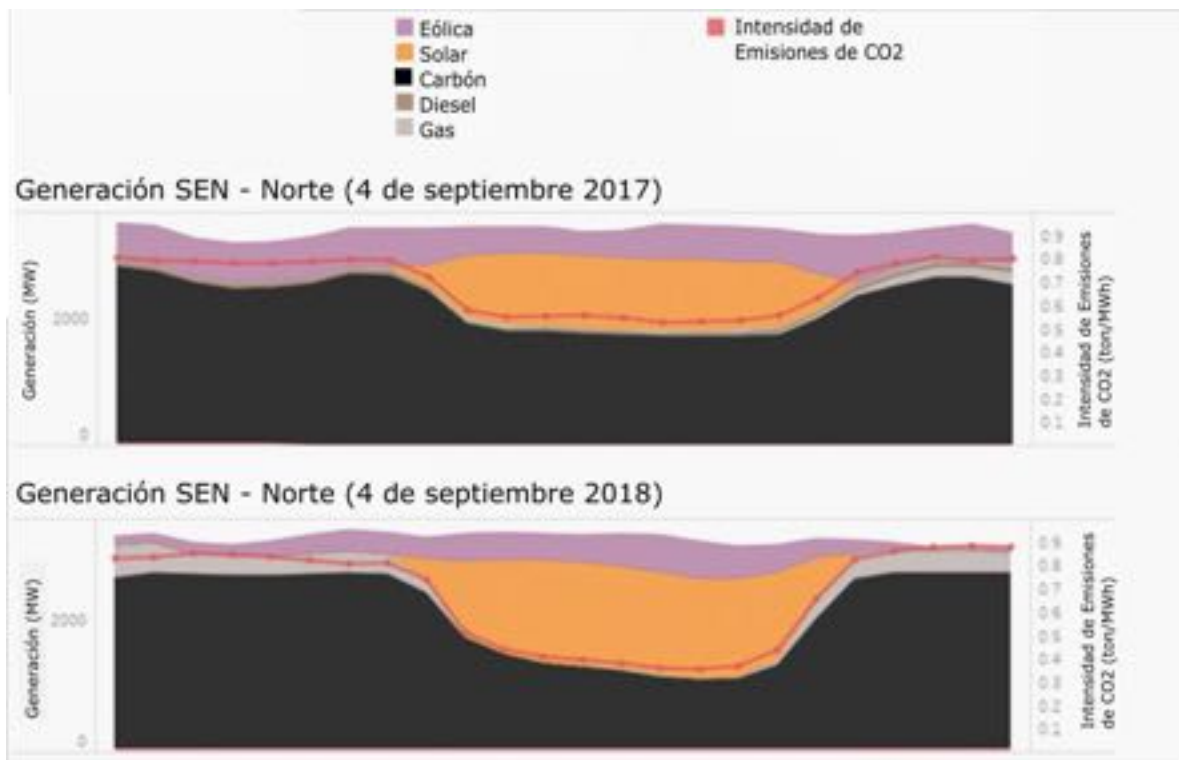 Eólica
Solar
Carbón
Diesel
Gas
Intensidad de
Emisiones de CO2
Generación SEN - Norte (4 de septiembre 2017)
Generación (MW)
2000
0
0.9
0.8
0.7
0.6
0.5
0.4
0.3
0.2
0.1
Intensidad de Emisiones
de CO2 (ton/MWh)
Generación SEN - Norte (4 de septiembre 2018)
Generación (MW)
2000
0
0.9
0.8
0.7
0.6
0.5
0.4
0.3
0.2
0.1
Intensidad de Emisiones
de CO2 (ton/MWh)